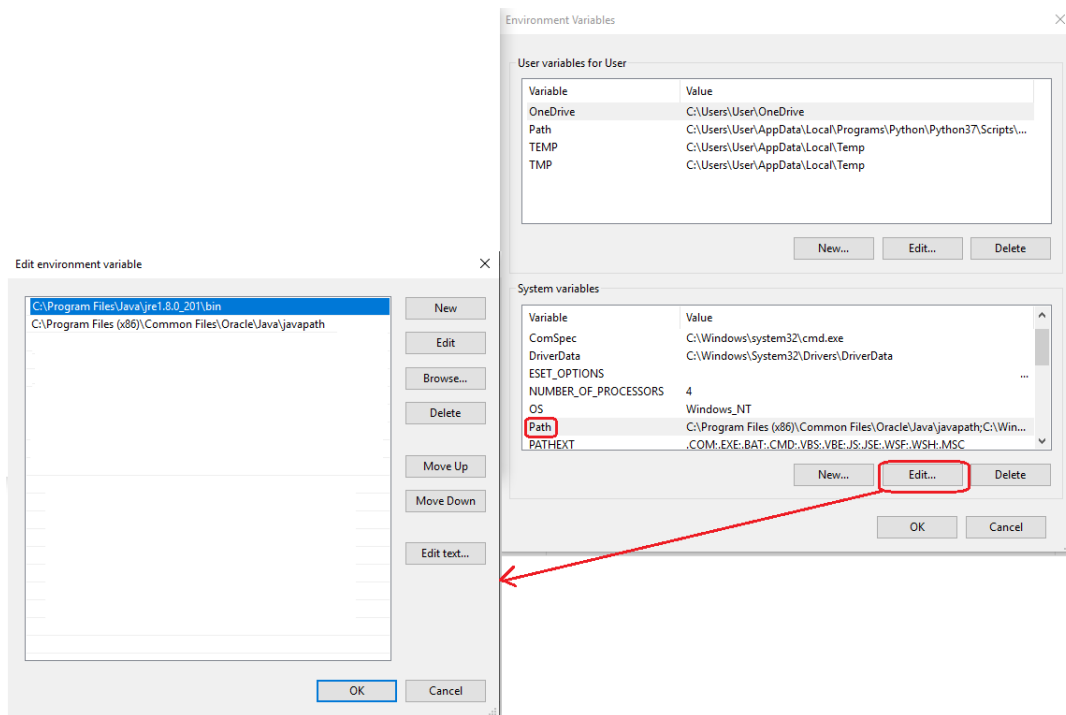 Environment Variables
User variables for User
Variable Value
OneDrive C:\Users\User\OneDrive
Path C:\Users\User\AppData\Local\Programs\Python\Python37\Scripts\...
TEMP C:\Users\User\AppData\Local\Temp
TMP C:\Users\User\AppData\Local\Temp
New... Edit... Delete
System variables
Variable Value
ComSpec C:\Windows\system32\cmd.exe
DriverData C:\Windows\System32\Drivers\DriverData
ESET_OPTIONS ...
NUMBER_OF_PROCESSORS 4
OS Windows_NT
Path C:\Program Files (x86)\Common Files\Oracle\Java\javapath;C:\Win...
PATHEXT .COM;.EXE;.BAT;.CMD;.VBS;.VBE;.JS;.JSE;.WSF;.WSH;.MSC
New... Edit... Delete
OK Cancel
Edit environment variable
C:\Program Files\Java\jre1.8.0_201\bin
C:\Program Files (x86)\Common Files\Oracle\Java\javapath
New
Edit
Browse...
Delete
Move Up
Move Down
Edit text...
OK Cancel